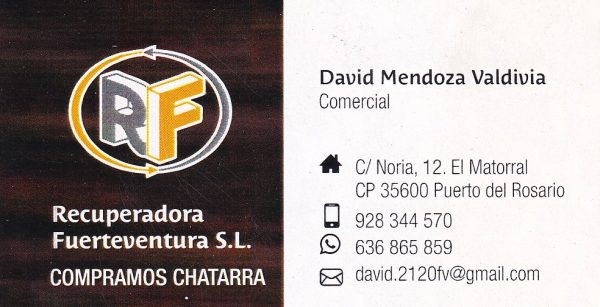 RF
Recuperadora
Fuerteventura S.L.
COMPRAMOS CHATARRA
David Mendoza Valdivia
Comercial
C/ Noria, 12. El Matorral
CP 35600 Puerto del Rosario
928 344 570
636 865 859
david.2120fv@gmail.com